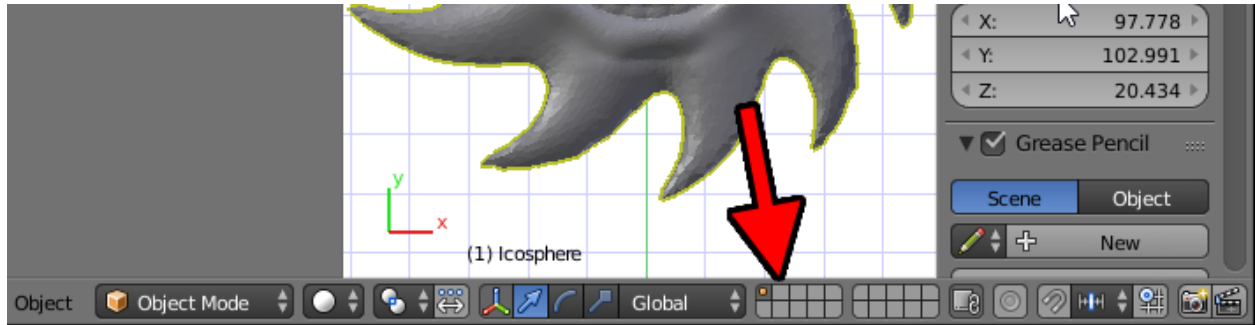 X: 97.778
Y: 102.991
Z: 20.434
Grease Pencil
Scene Object
New
y
x
(1) Icosphere
Object Object Mode Global